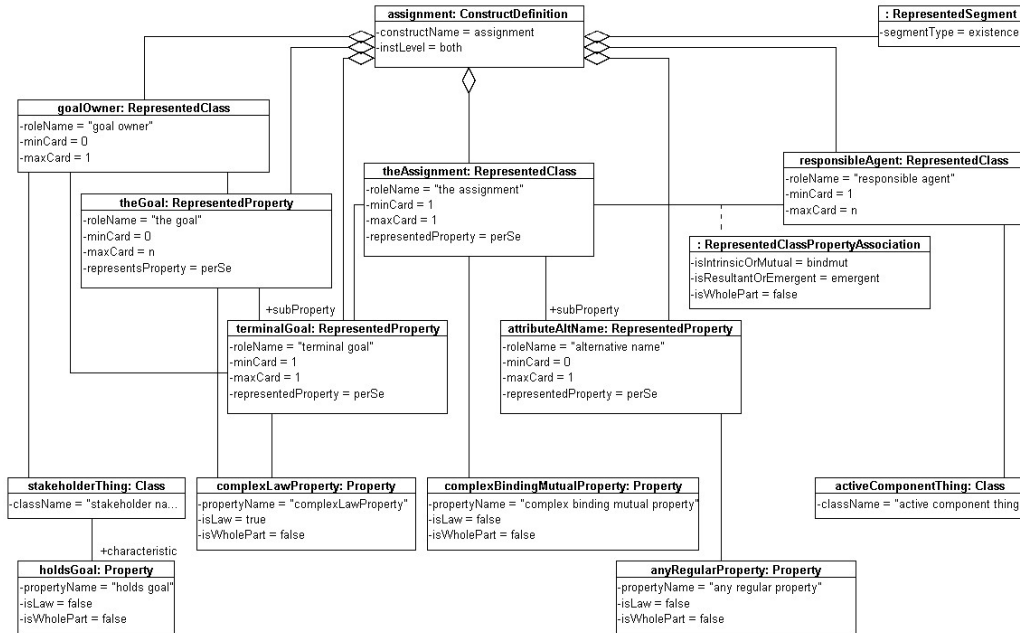 assignment: ConstructDefinition
-constructName = assignment
-instLevel = both
: RepresentedSegment
-segmentType = existence
goalOwner: RepresentedClass
-roleName = "goal owner"
-minCard = 0
-maxCard = 1
theGoal: RepresentedProperty
-roleName = "the goal"
-minCard = 0
-maxCard = n
-representsProperty = perSe
theAssignment: RepresentedClass
-roleName = "the assignment"
-minCard = 1
-maxCard = 1
-representedProperty = perSe
responsibleAgent: RepresentedClass
-roleName = "responsible agent"
-minCard = 1
-maxCard = n
: RepresentedClassPropertyAssociation
-isIntrinsicOrMutual = bindmut
-isResultantOrEmergent = emergent
-isWholePart = false
+subProperty
+subProperty
terminalGoal: RepresentedProperty
-roleName = "terminal goal"
-minCard = 1
-maxCard = 1
-representedProperty = perSe
attributeAltName: RepresentedProperty
-roleName = "alternative name"
-minCard = 0
-maxCard = 1
-representedProperty = perSe
stakeholderThing: Class
-className = "stakeholder na...
complexLawProperty: Property
-propertyName = "complexLawProperty"
-isLaw = true
-isWholePart = false
complexBindingMutualProperty: Property
-propertyName = "complex binding mutual property"
-isLaw = false
-isWholePart = false
activeComponentThing: Class
-className = "active component thing
+characteristic
holdsGoal: Property
-propertyName = "holds goal"
-isLaw = false
-isWholePart = false
anyRegularProperty: Property
-propertyName = "any regular property"
-isLaw = false
-isWholePart = false